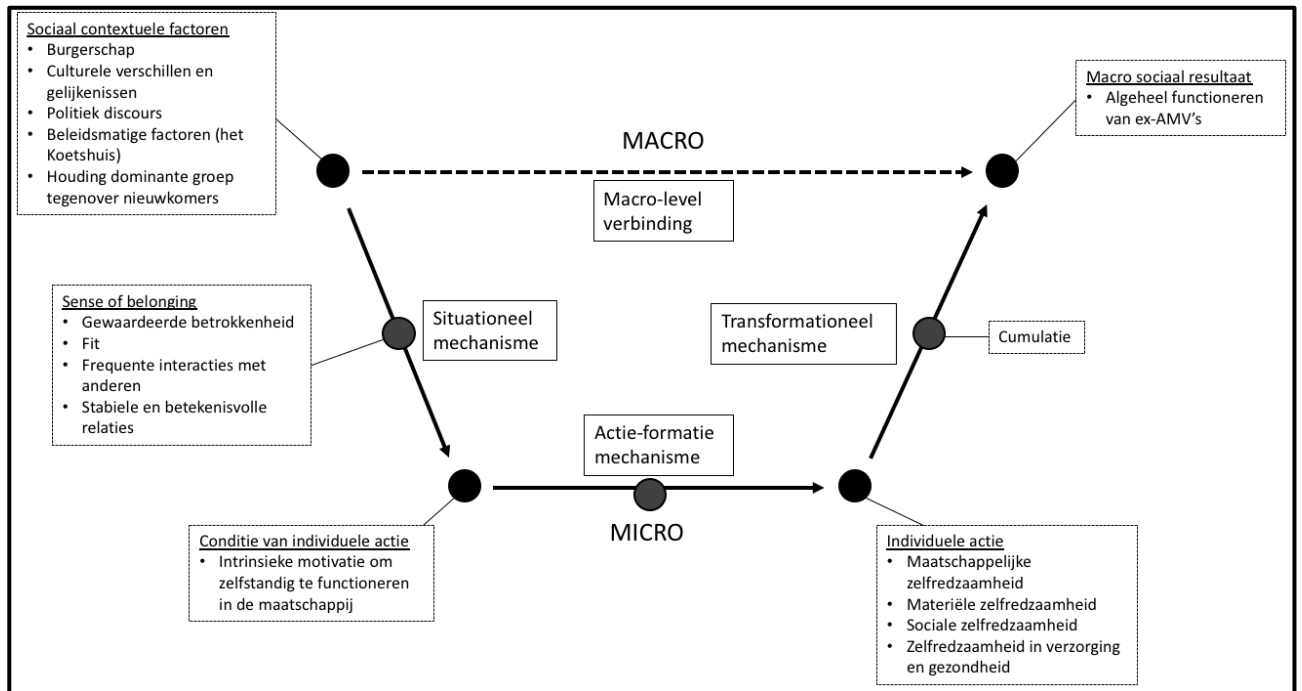 Sociaal contextuele factoren
• Burgerschap
• Culturele verschillen en
gelijkenissen
• Politiek discours
• Beleidsmatige factoren (het
Koetshuis)
• Houding dominante groep
tegenover nieuwkomers
Macro sociaal resultaat
• Algeheel functioneren
van ex-AMV's
MACRO
Macro-level
verbinding
Sense of belonging
• Gewaardeerde betrokkenheid
• Fit
• Frequente interacties met
anderen
• Stabiele en betekenisvolle
relaties
Situationeel
mechanisme
Transformationeel
mechanisme
Cumulatie
Actie-formatie
mechanisme
MICRO
Conditie van individuele actie
• Intrinsieke motivatie om
zelfstandig te functioneren
in de maatschappij
Individuele actie
• Maatschappelijke
zelfredzaamheid
• Materiële zelfredzaamheid
• Sociale zelfredzaamheid
• Zelfredzaamheid in verzorging
en gezondheid